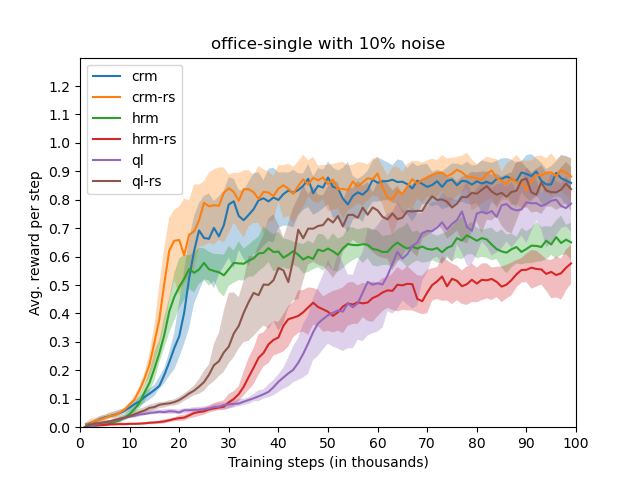 office-single with 10% noise
crm
crm-rs
hrm
hrm-rs
ql
ql-rs
Avg. reward per step
1.2
1.1
1.0
0.9
0.8
0.7
0.6
0.5
0.4
0.3
0.2
0.1
0.0
0 10 20 30 40 50 60 70 80 90 100
Training steps (in thousands)